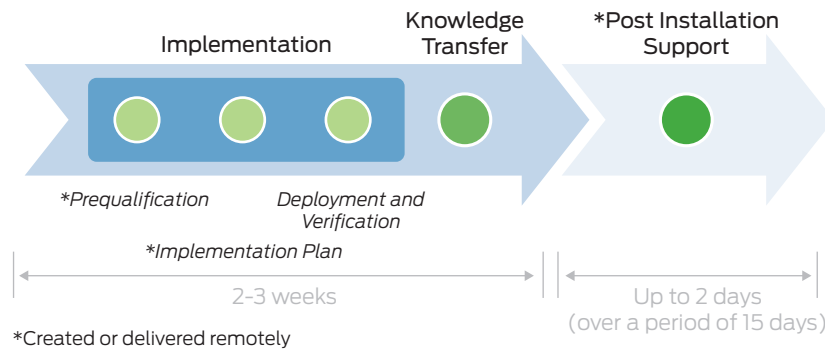 Implementation
Knowledge
Transfer
*Post Installation
Support
*Prequalification
Deployment and
Verification
*Implementation Plan
2-3 weeks
Up to 2 days
(over a period of 15 days)
*Created or delivered remotely